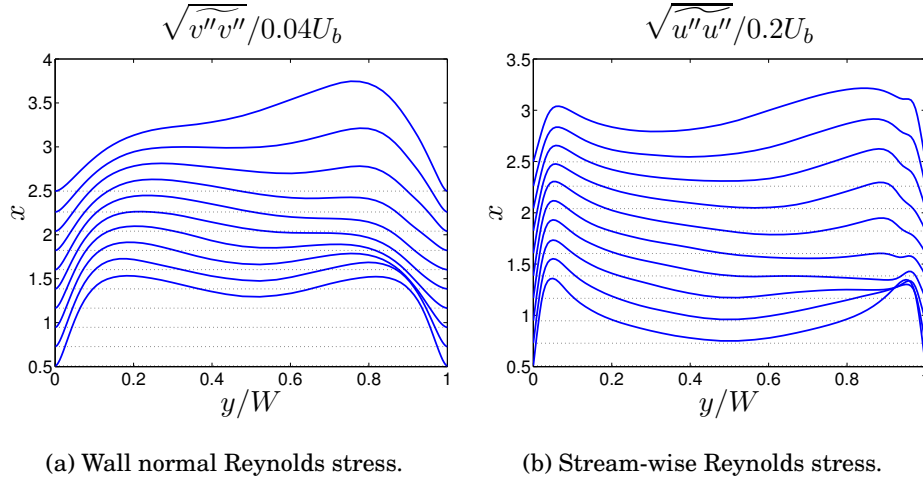 √v''v''/0.04U_b
4
3.5
3
2.5
2
1.5
1
0.5
x
0 0.2 0.4 0.6 0.8 1
y/W
(a) Wall normal Reynolds stress.
√u''u''/0.2U_b
3.5
3
2.5
2
1.5
1
0.5
x
0 0.2 0.4 0.6 0.8 1
y/W
(b) Stream-wise Reynolds stress.